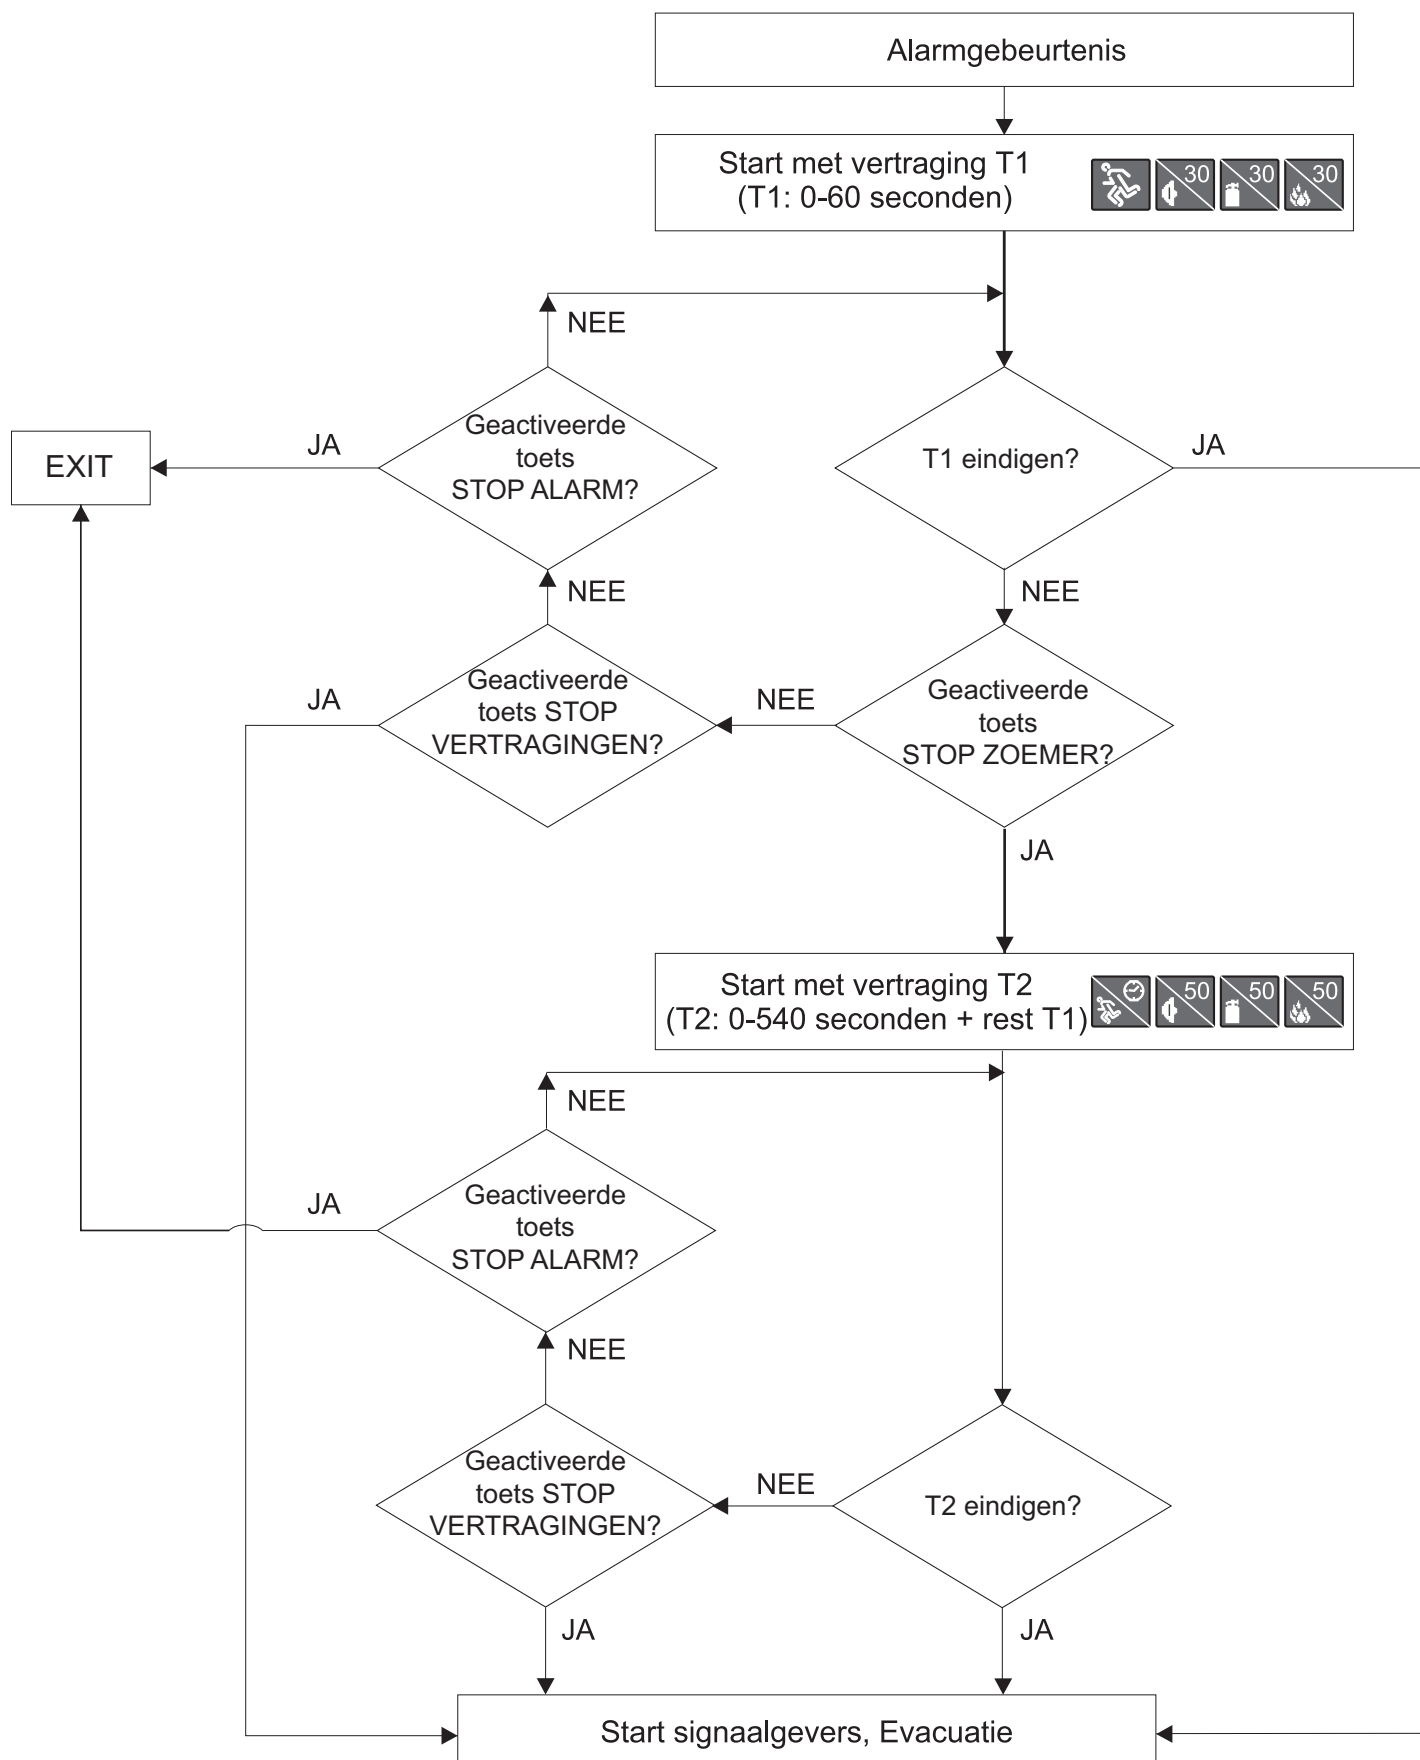 Alarmgebeurtenis
Start met vertraging T1
(T1: 0-60 seconden)
30
30
30
NEE
Geactiveerde
toets
STOP ALARM?
JA
EXIT
T1 eindigen?
JA
NEE
NEE
Geactiveerde
toets STOP
VERTRAGINGEN?
JA
NEE
Geactiveerde
toets
STOP ZOEMER?
JA
Start met vertraging T2
(T2: 0-540 seconden + rest T1)
50
50
50
NEE
Geactiveerde
toets
STOP ALARM?
JA
NEE
Geactiveerde
toets STOP
VERTRAGINGEN?
NEE
T2 eindigen?
JA
JA
Start signaalgevers, Evacuatie